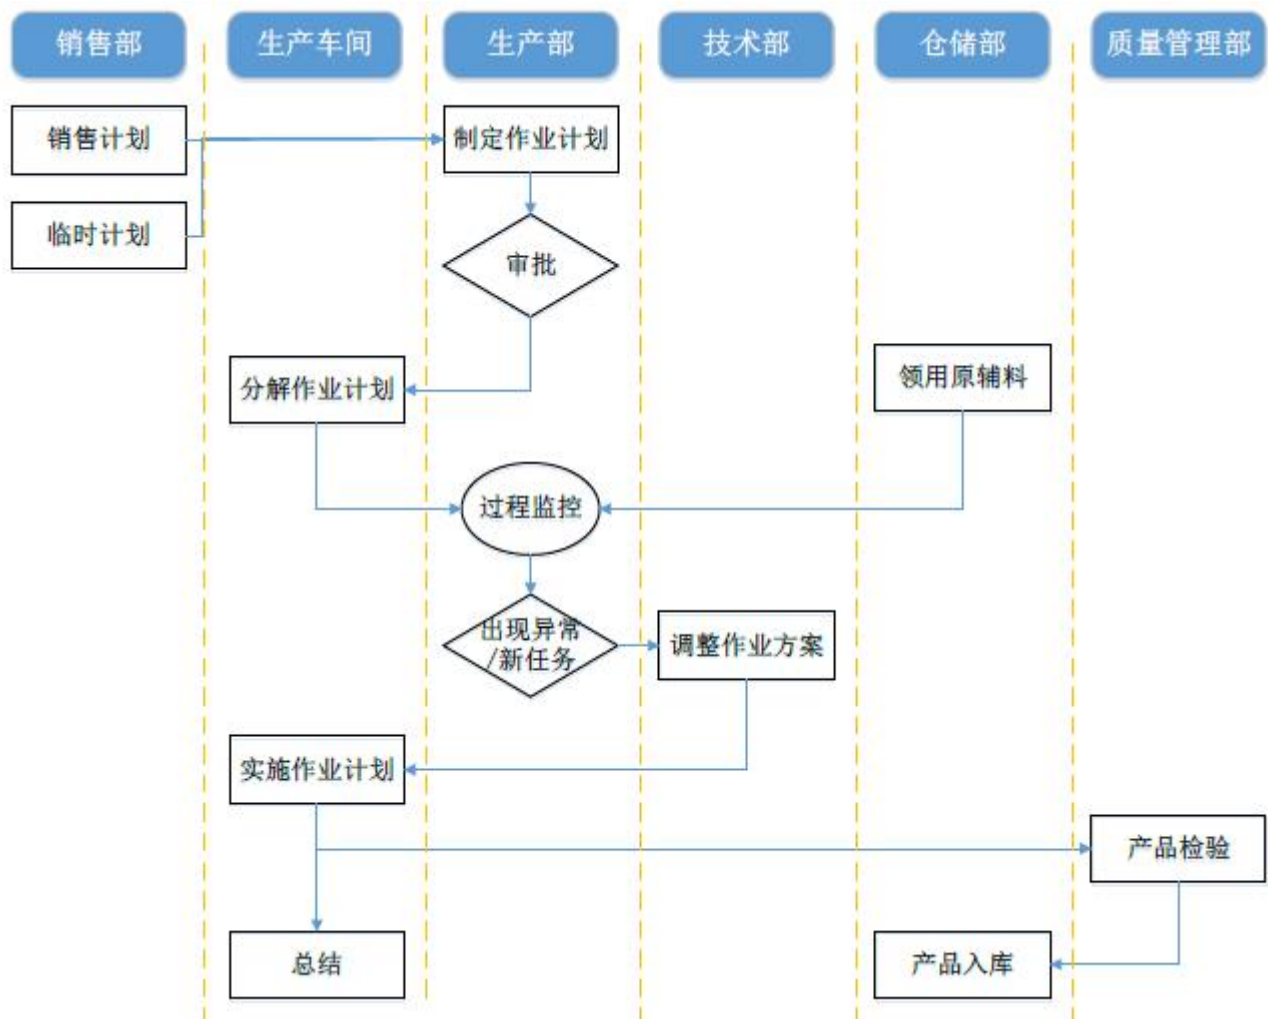 销售部
生产车间
生产部
技术部
仓储部
质量管理部
销售计划
制定作业计划
临时计划
审批
分解作业计划
领用原辅料
过程监控
出现异常
/新任务
调整作业方案
实施作业计划
产品检验
总结
产品入库